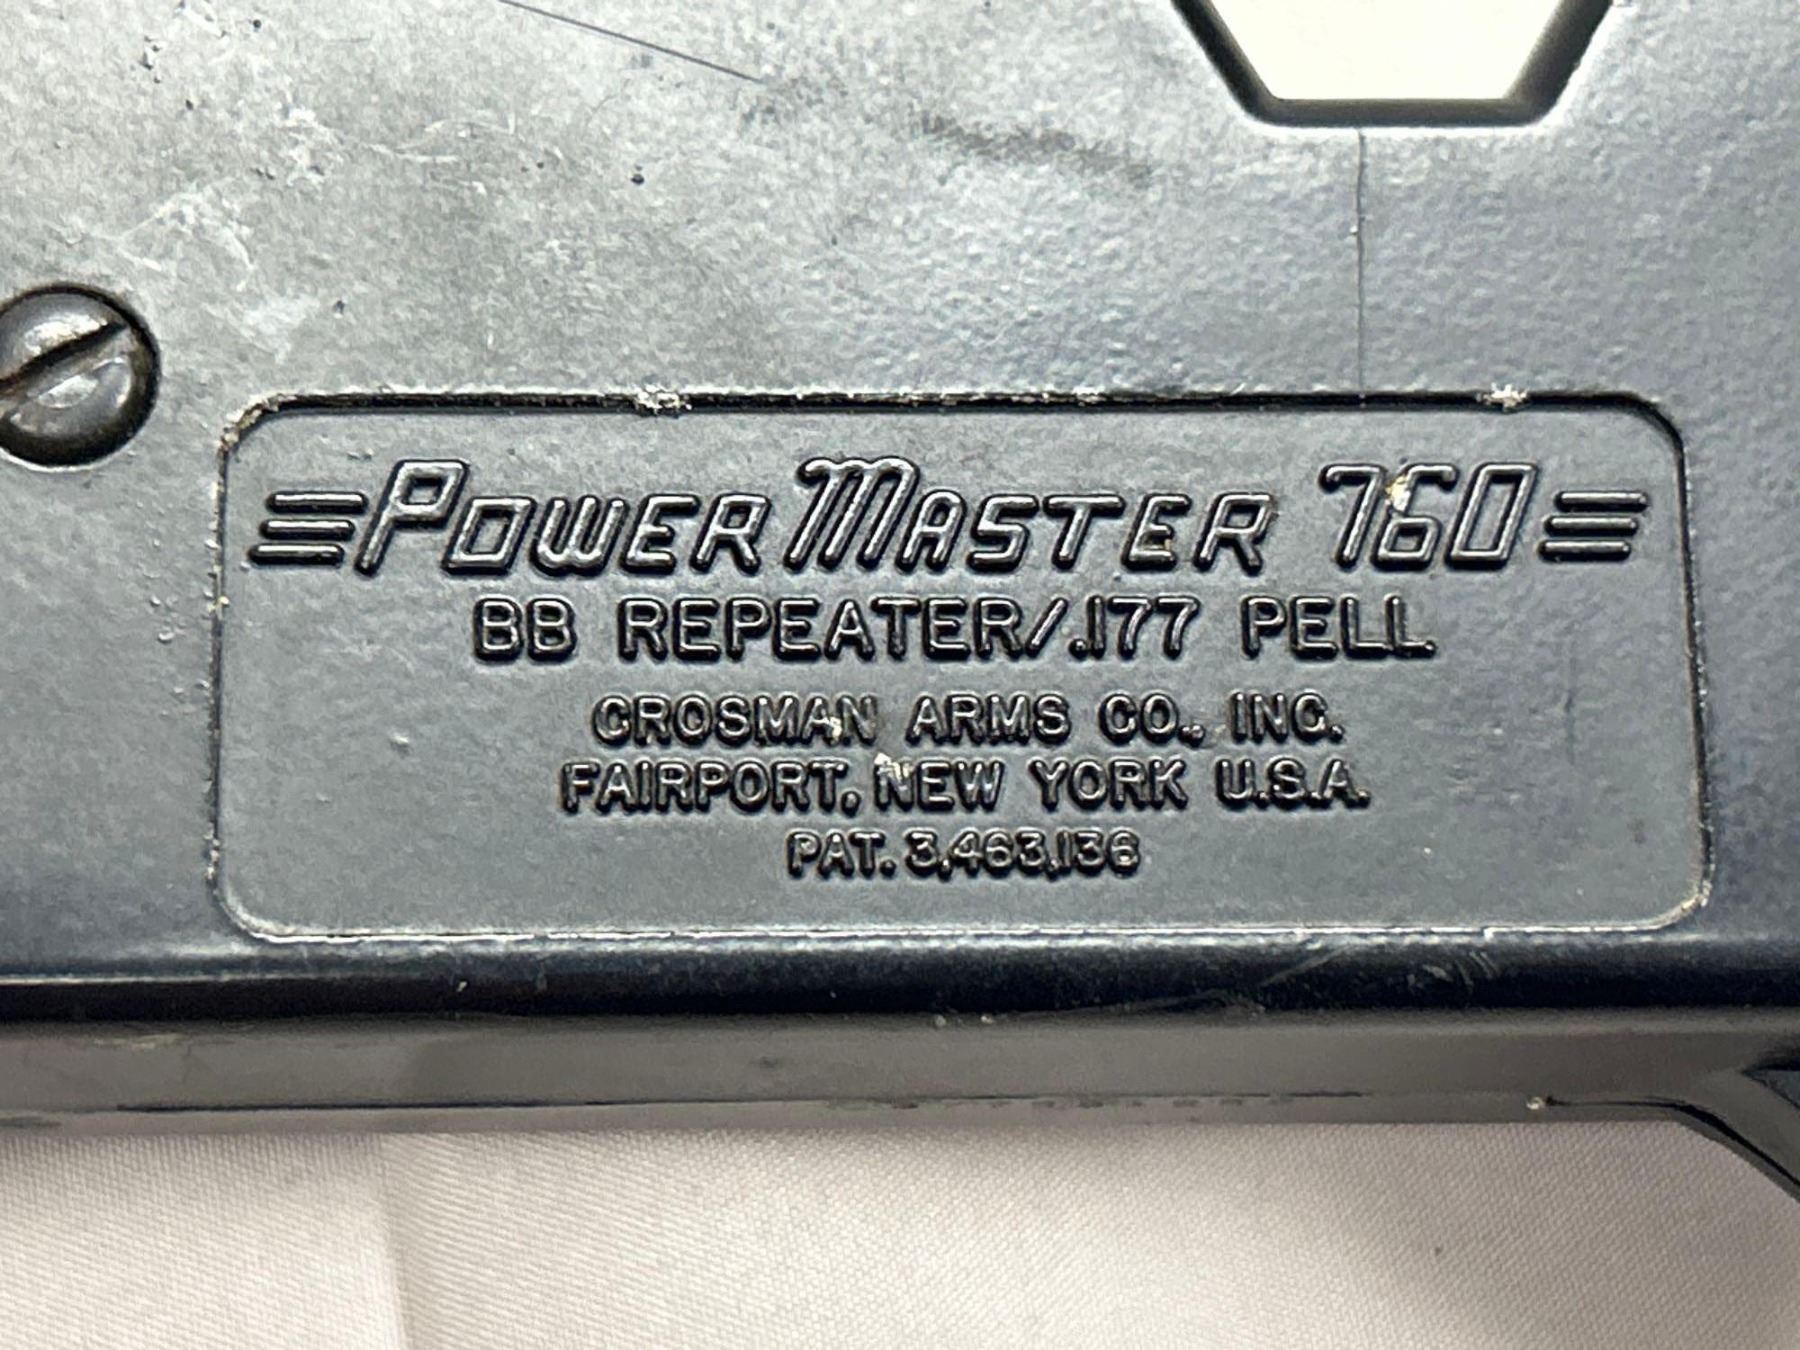 POWERMASTER 760
BB REPEATER/.177 PELL
CROSMAN ARMS CO., INC.
FAIRPORT, NEW YORK U.S.A.
PAT. 3,463,136